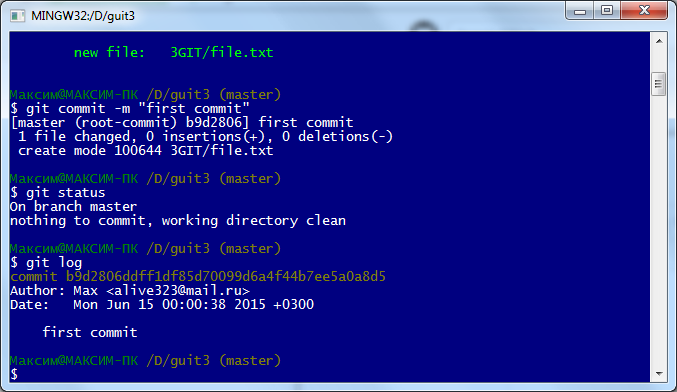 MINGW32:/D/guit3
new file:   3GIT/file.txt
Максим@МАКСИМ-ПК /D/guit3 (master)
$ git commit -m "first commit"
[master (root-commit) b9d2806] first commit
 1 file changed, 0 insertions(+), 0 deletions(-)
 create mode 100644 3GIT/file.txt
Максим@МАКСИМ-ПК /D/guit3 (master)
$ git status
On branch master
nothing to commit, working directory clean
Максим@МАКСИМ-ПК /D/guit3 (master)
$ git log
commit b9d2806ddff1df85d70099d6a4f44b7ee5a0a8d5
Author: Max <alive323@mail.ru>
Date:   Mon Jun 15 00:00:38 2015 +0300
    first commit
Максим@МАКСИМ-ПК /D/guit3 (master)
$